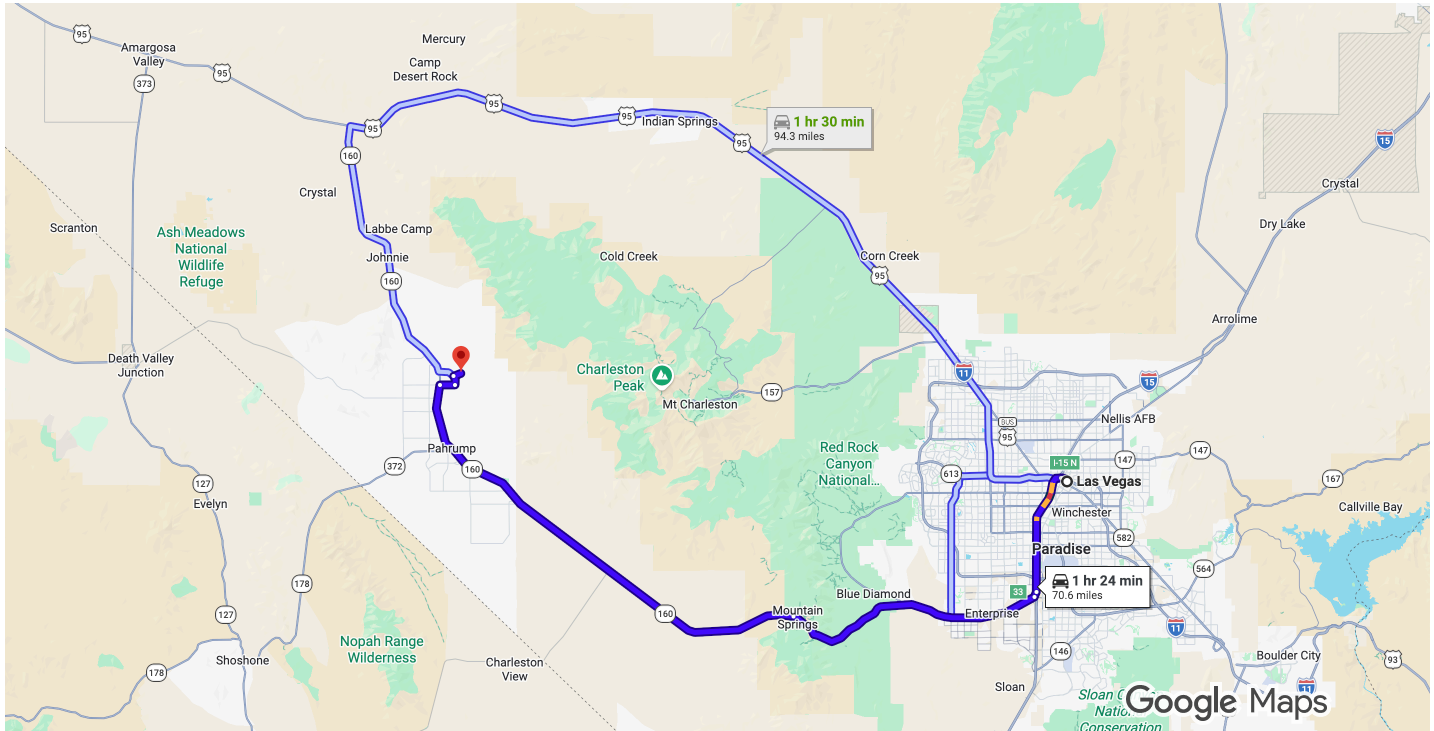 95
Amargosa
Valley
373
95
Mercury
Camp
Desert Rock
95
95
95
Indian Springs
95
1 hr 30 min
94.3 miles
15
160
Crystal
Crystal
Scranton
Ash Meadows
National
Wildlife
Refuge
Labbe Camp
Johnnie
160
Cold Creek
Corn Creek
95
Dry Lake
Arrolime
Death Valley
Junction
Charleston
Peak
Mt Charleston
157
11
15
Nellis AFB
BUS
95
Pahrump
372
160
Red Rock
Canyon
National...
613
I-15 N
Las Vegas
147
147
167
127
Evelyn
Winchester
Callville Bay
Paradise
582
564
178
1 hr 24 min
70.6 miles
33
Blue Diamond
Mountain
Springs
Enterprise
160
127
11
Nopah Range
Wilderness
Shoshone
178
Charleston
View
146
Boulder City
93
Sloan
11
Sloan C
Natio
Conservation
Google Maps